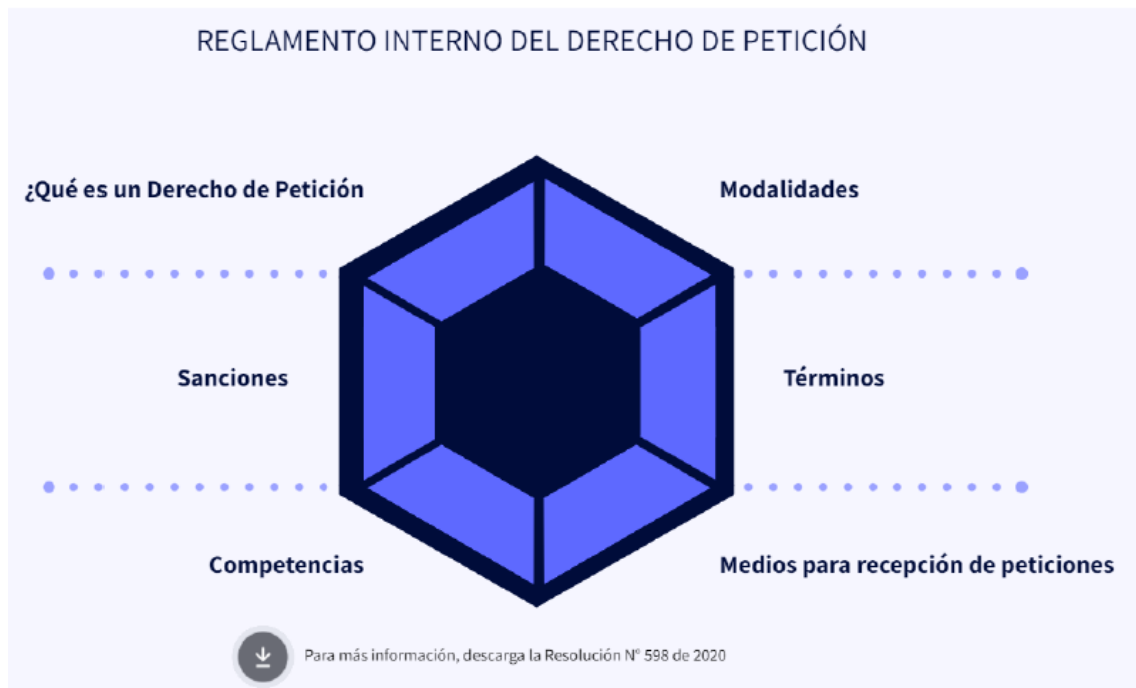 REGLAMENTO INTERNO DEL DERECHO DE PETICIÓN
¿Qué es un Derecho de Petición
Modalidades
Sanciones
Términos
Competencias
Medios para recepción de peticiones
Para más información, descarga la Resolución N° 598 de 2020